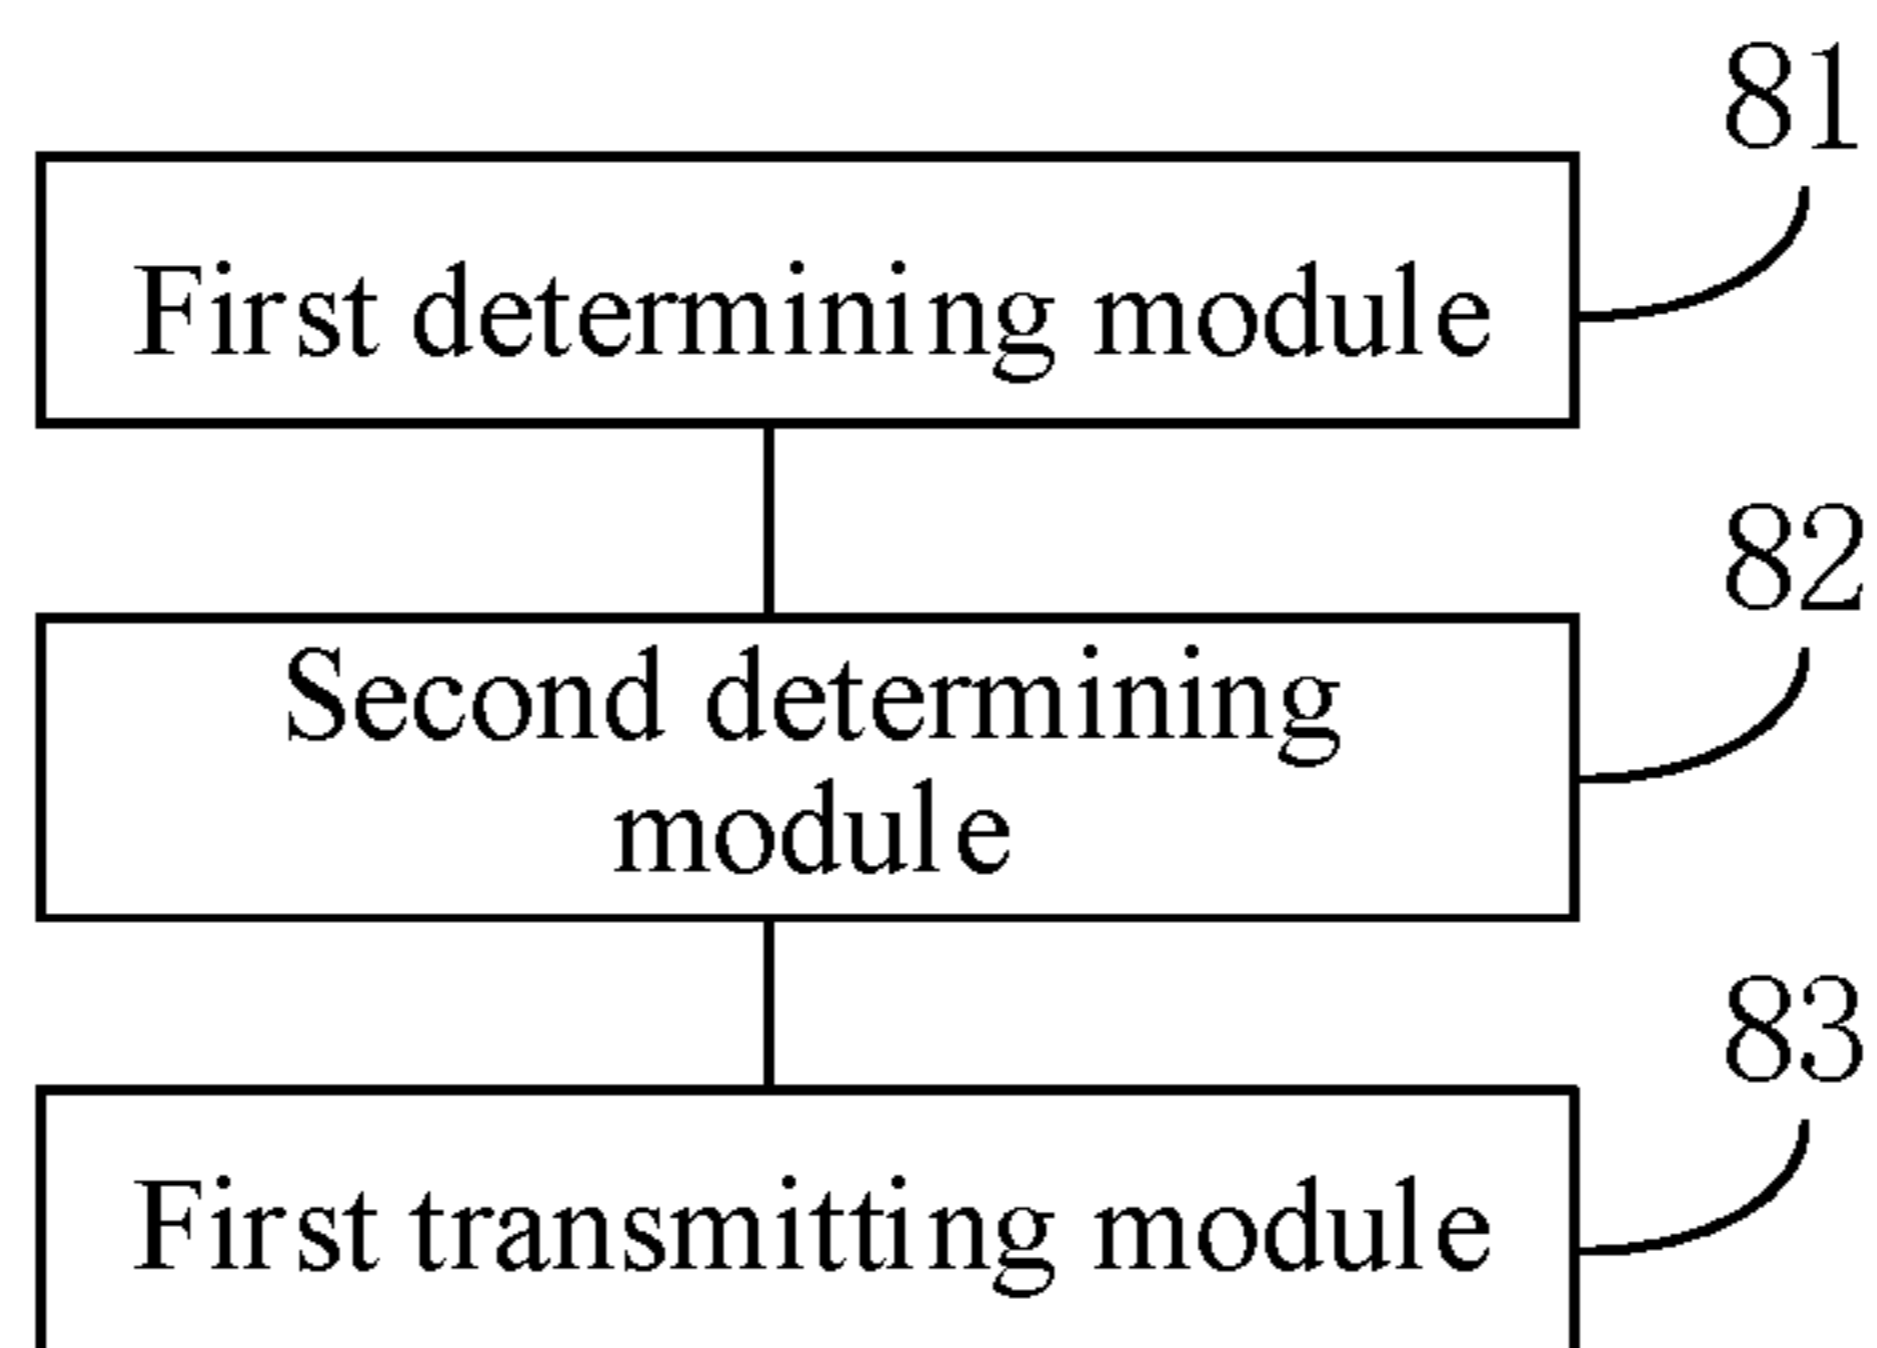 81
First determining module
82
Second determining
module
83
First transmitting module